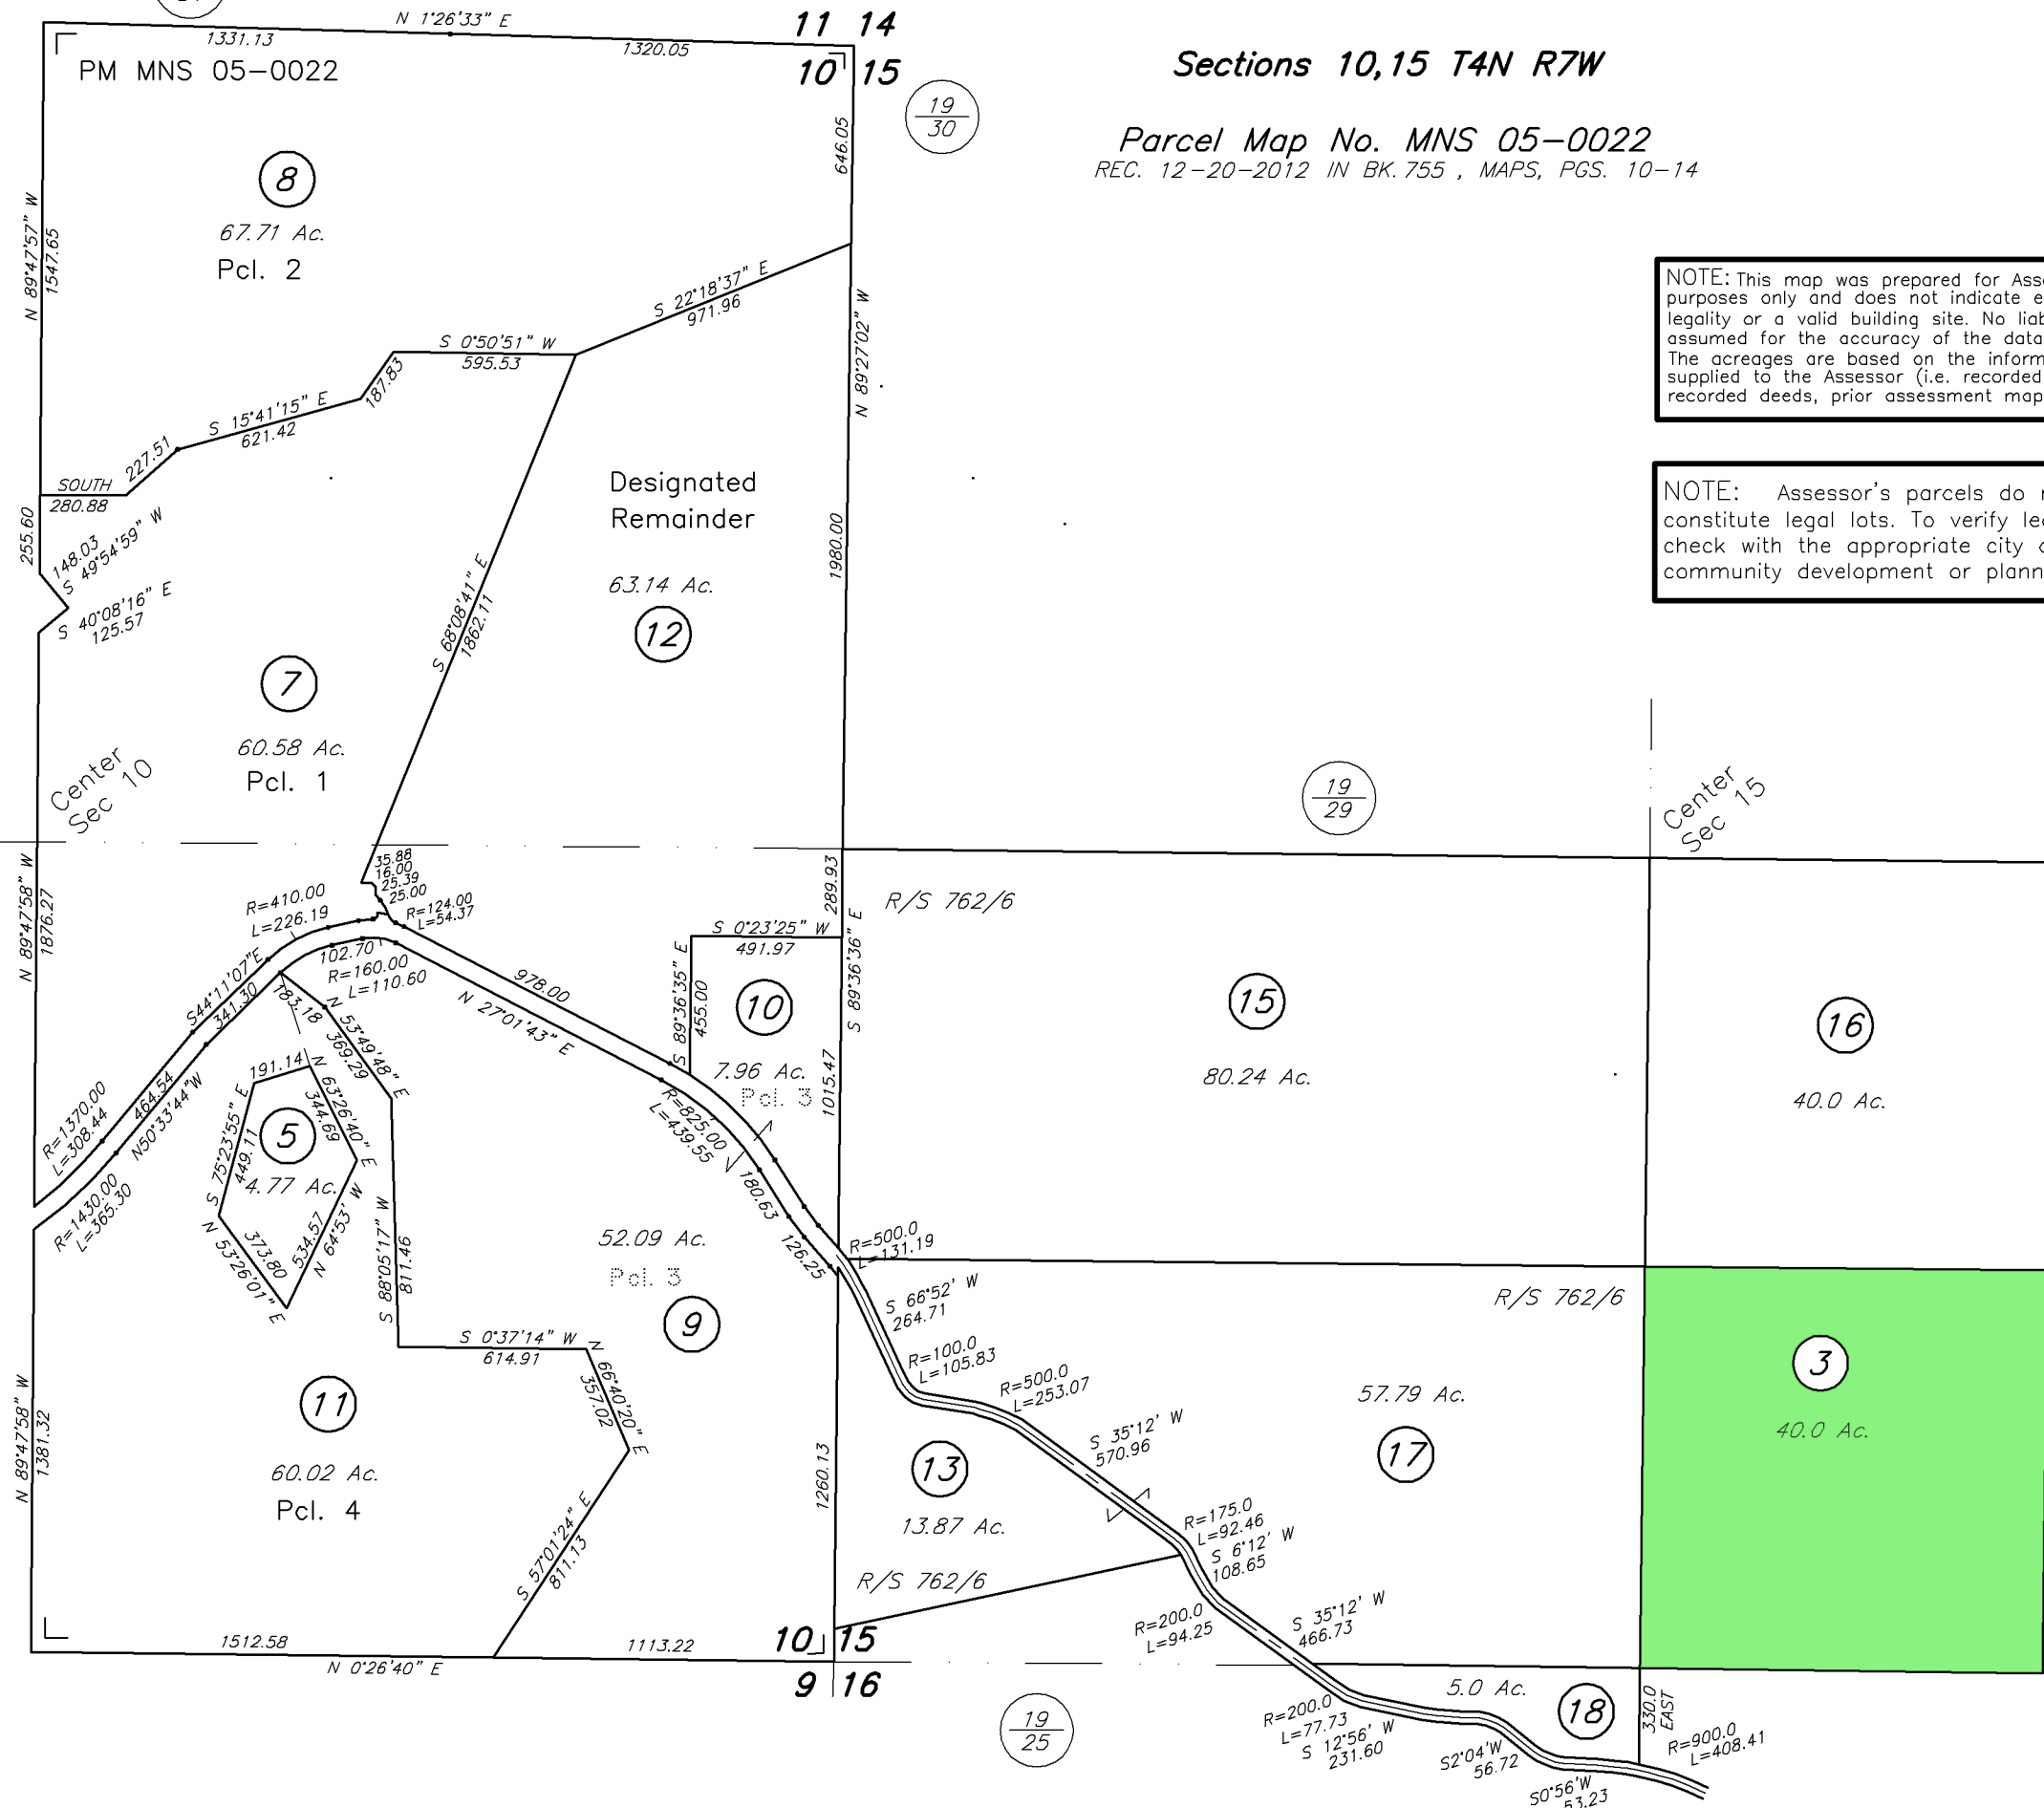 N 1°26'33" E
1331.13
1320.05
11 14
10 15
PM MNS 05-0022
Sections 10,15 T4N R7W
Parcel Map No. MNS 05-0022
REC. 12-20-2012 IN BK. 755 , MAPS, PGS. 10-14
19
30
646.05
8
67.71 Ac.
Pcl. 2
N 89°47'57" W
1547.65
S 22°18'37" E
971.96
N 89°27'02" W
NOTE: This map was prepared for
purposes only and does not indicate
legality or a valid building site. No
assumed for the accuracy of the data
The acreages are based on the
supplied to the Assessor (i.e. recorded
recorded deeds, prior assessment
S 0°50'51" W
595.53
187.83
S 15°41'15" E
621.42
227.51
SOUTH
280.88
255.60
148.03
S 49°54'59" W
S 40°08'16" E
125.57
Designated
Remainder
63.14 Ac.
12
1980.00
S 68°08'41" E
1862.11
NOTE: Assessor's parcels do
constitute legal lots. To verify
check with the appropriate city
community development or
7
60.58 Ac.
Pcl. 1
Center
Sec 10
19
29
Center
Sec 15
35.88
16.00
25.39
25.00
R=124.00
L=54.37
R=410.00
L=226.19
N 89°47'58" W
1876.27
289.93
R/S 762/6
S 0°23'25" W
491.97
S 89°36'36" E
S 89°36'35" E
455.00
10
7.96 Ac.
Pcl. 3
1015.47
102.70
R=160.00
L=110.60
978.00
N 27°01'43" E
S44°11'07"E
341.30
183.18
N 53°49'48" E
369.29
15
80.24 Ac.
16
40.0 Ac.
191.14
N 63°26'40" E
344.69
S 75°23'55" E
449.11
5
4.77 Ac.
R=1370.00
L=308.44
464.54
N50°33'44"W
R=1430.00
L=365.30
N 53°26'01" E
373.80
534.57
N 64°53' W
S 88°05'17" W
811.46
R=825.00
L=439.55
180.63
126.25
52.09 Ac.
Pcl. 3
9
R=500.0
L=131.19
S 66°52' W
264.71
R/S 762/6
3
40.0 Ac.
S 0°37'14" W
614.91
N 66°40'20" E
357.02
R=100.0
L=105.83
R=500.0
L=253.07
57.79 Ac.
17
S 35°12' W
570.96
N 89°47'58" W
1381.32
11
60.02 Ac.
Pcl. 4
S 57°01'24" E
811.13
1260.13
13
13.87 Ac.
R=175.0
L=92.46
S 6°12' W
108.65
R/S 762/6
R=200.0
L=94.25
S 35°12' W
466.73
1512.58
1113.22
N 0°26'40" E
10 15
9 16
19
25
5.0 Ac.
18
330.0
EAST
R=200.0
L=77.73
S 12°56' W
231.60
S2°04'W
56.72
R=900.0
L=408.41
S0°56'W
53.23